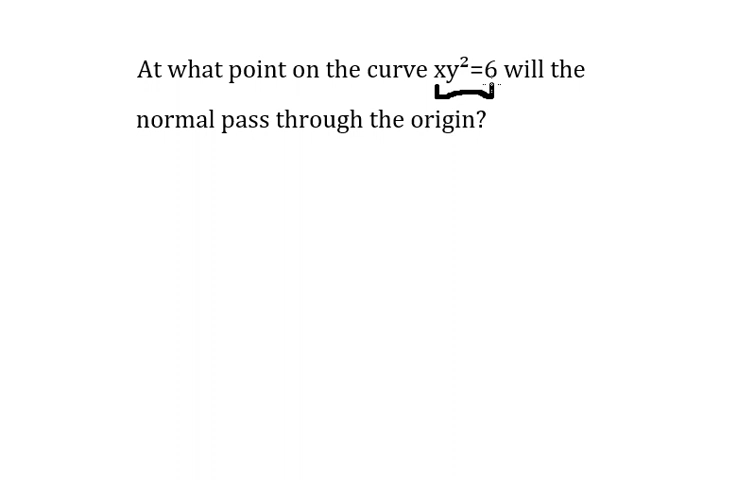 At what point on the curve xy²=6 will the
normal pass through the origin?